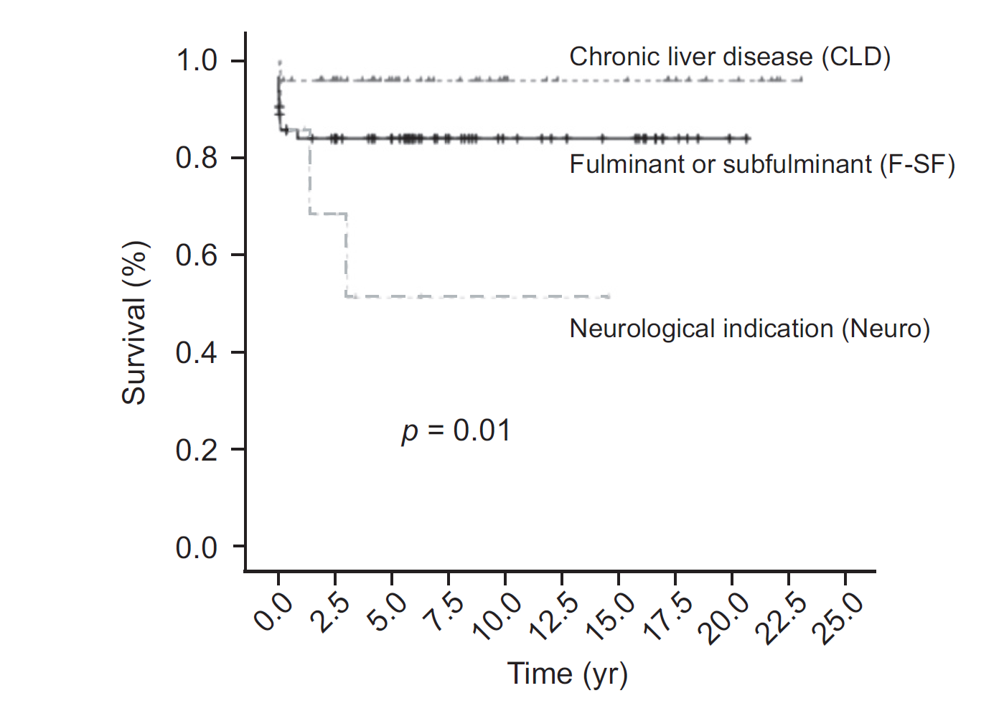 1.0
0.8
0.6
0.4
0.2
0.0
Survival (%)
Chronic liver disease (CLD)
Fulminant or subfulminant (F-SF)
Neurological indication (Neuro)
p = 0.01
0.0 2.5 5.0 7.5 10.0 12.5 15.0 17.5 20.0 22.5 25.0
Time (yr)